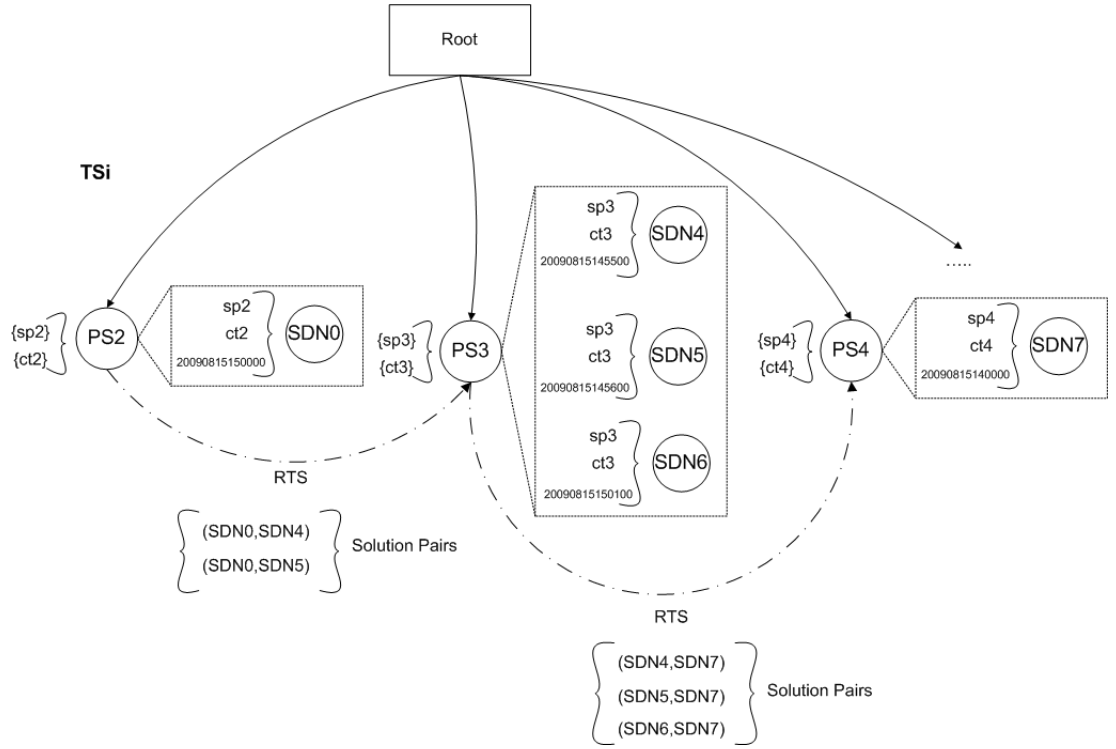 Root
TSi
sp3
ct3
20090815145500
SDN4
.....
{sp2}
{ct2}
PS2
sp2
ct2
20090815150000
SDN0
{sp3}
{ct3}
PS3
sp3
ct3
20090815145600
SDN5
{sp4}
{ct4}
PS4
sp4
ct4
20090815140000
SDN7
sp3
ct3
20090815150100
SDN6
RTS
(SDN0,SDN4)
(SDN0,SDN5)
Solution Pairs
RTS
(SDN4,SDN7)
(SDN5,SDN7)
(SDN6,SDN7)
Solution Pairs